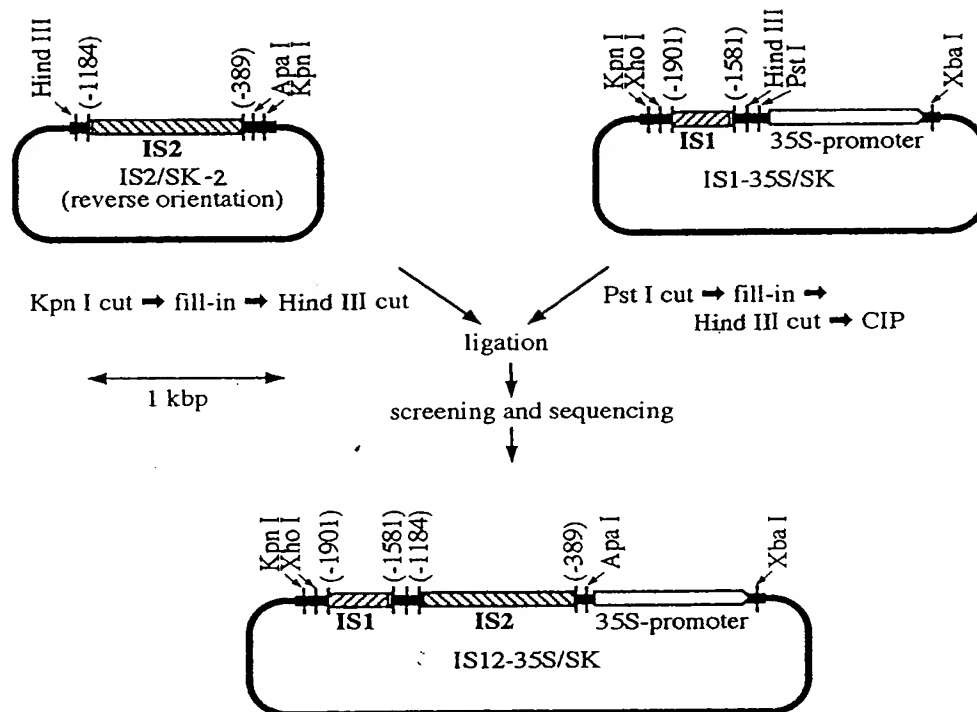 Hind III
(-1184)
(-389)
Apa I
Kpn I
IS2
IS2/SK-2
(reverse orientation)
Kpn I
Xho I
(-1901)
(-1581)
Hind III
Pst I
Xba I
IS1
35S-promoter
IS1-35S/SK
Kpn I cut ➡ fill-in ➡ Hind III cut
Pst I cut ➡ fill-in ➡
Hind III cut ➡ CIP
ligation
1 kbp
screening and sequencing
Kpn I
Xho I
(-1901)
(-1581)
(-1184)
(-389)
Apa I
Xba I
IS1
IS2
35S-promoter
IS12-35S/SK